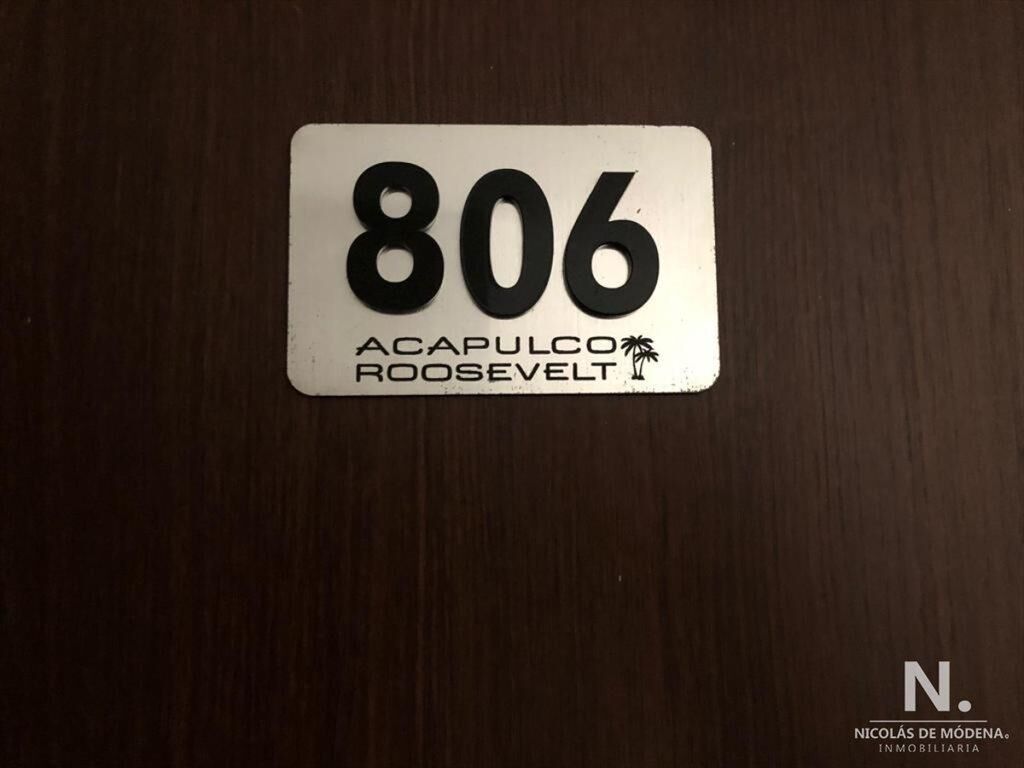 806
ACAPULCO
ROOSEVELT
N.
NICOLÁS DE MÓDENA
INMOBILIARIA